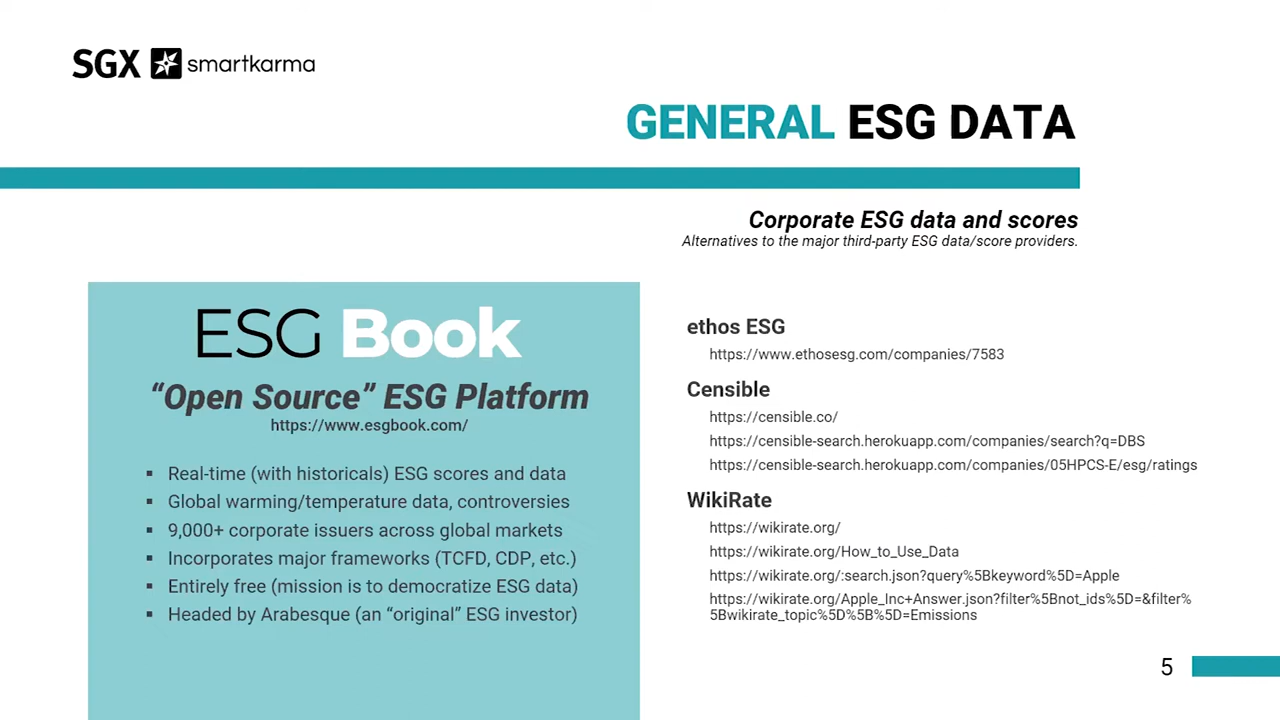 SGX smartkarma
GENERAL ESG DATA
Corporate ESG data and scores
Alternatives to the major third-party ESG data/score providers.
ESG Book
“Open Source” ESG Platform
https://www.esgbook.com/
▪ Real-time (with historicals) ESG scores and data
▪ Global warming/temperature data, controversies
▪ 9,000+ corporate issuers across global markets
▪ Incorporates major frameworks (TCFD, CDP, etc.)
▪ Entirely free (mission is to democratize ESG data)
▪ Headed by Arabesque (an “original” ESG investor)
ethos ESG
https://www.ethosesg.com/companies/7583
Censible
https://censible.co/
https://censible-search.herokuapp.com/companies/search?q=DBS
https://censible-search.herokuapp.com/companies/05HPCS-E/esg/ratings
WikiRate
https://wikirate.org/
https://wikirate.org/How_to_Use_Data
https://wikirate.org/:search.json?query%5Bkeyword%5D=Apple
https://wikirate.org/Apple_Inc+Answer.json?filter%5Bnot_ids%5D=&filter%
5Bwikirate_topic%5D%5B%5D=Emissions
5